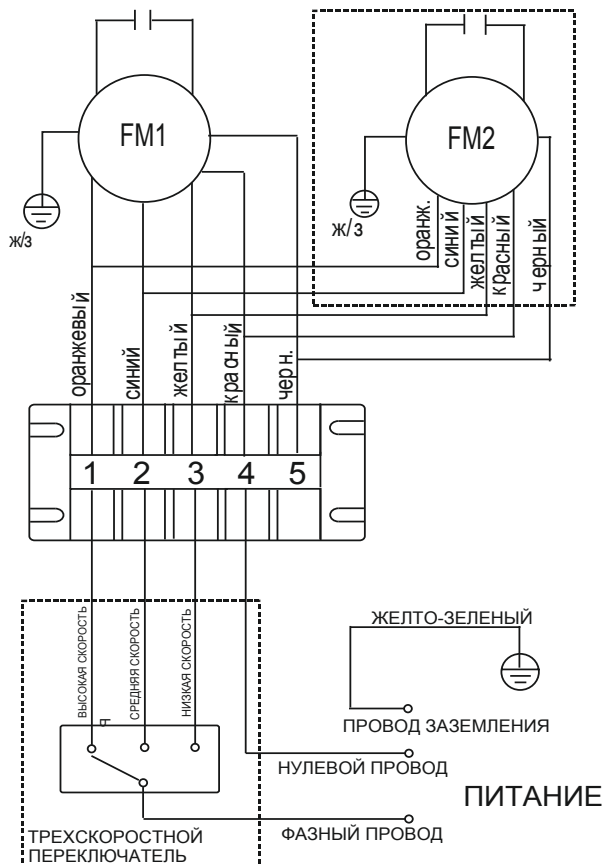 FM1
FM2
ж/з
ж/з
оранж.
синий
желтый
красный
черный
оранжевый
синий
желтый
красный
черн.
1 2 3 4 5
ВЫСОКАЯ СКОРОСТЬ
СРЕДНЯЯ СКОРОСТЬ
НИЗКАЯ СКОРОСТЬ
ЖЕЛТО-ЗЕЛЕНЫЙ
ПРОВОД ЗАЗЕМЛЕНИЯ
НУЛЕВОЙ ПРОВОД
ПИТАНИЕ
ФАЗНЫЙ ПРОВОД
ТРЕХСКОРОСТНОЙ
ПЕРЕКЛЮЧАТЕЛЬ